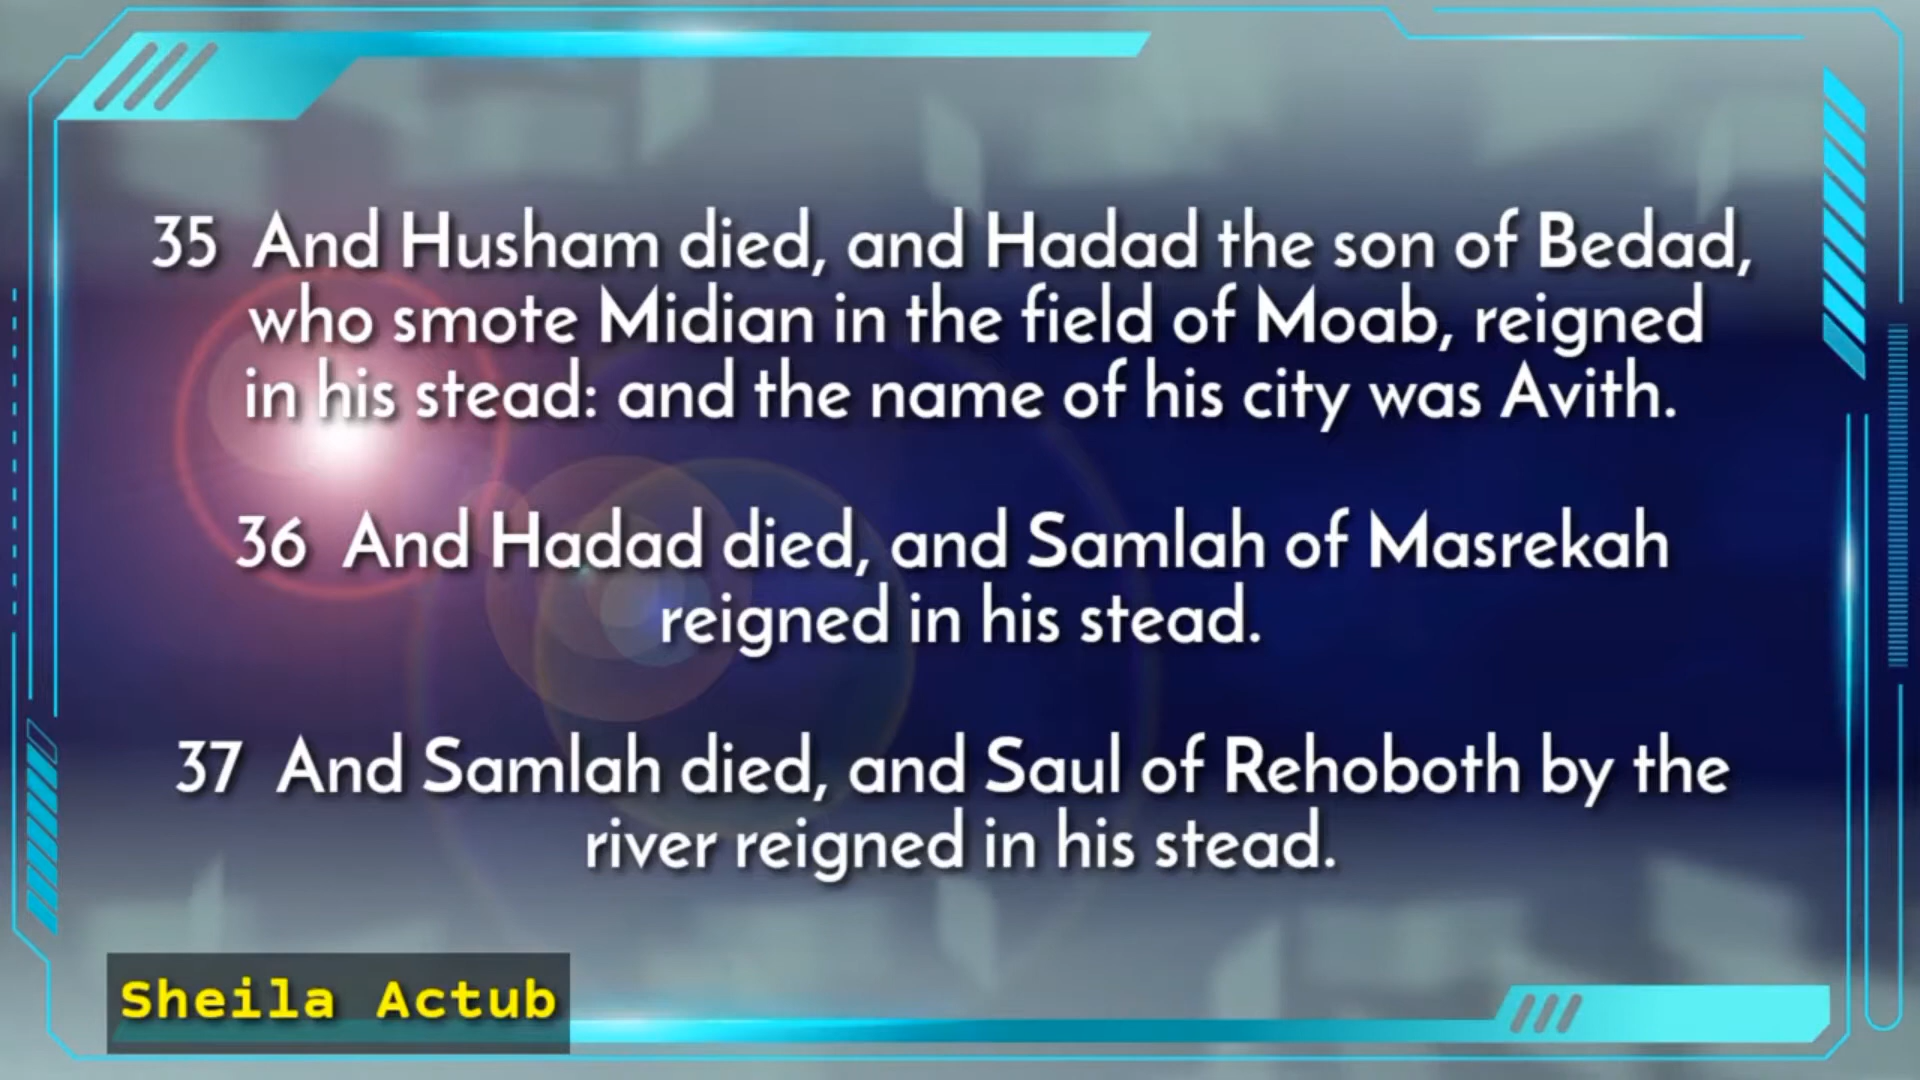 35 And Husham died, and Hadad the son of Bedad,
who smote Midian in the field of Moab, reigned
in his stead: and the name of his city was Avith.
36 And Hadad died, and Samlah of Masrekah
reigned in his stead.
37 And Samlah died, and Saul of Rehoboth by the
river reigned in his stead.
Sheila Actub